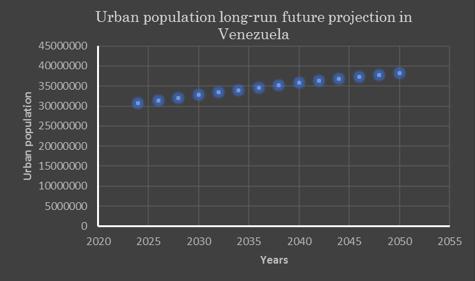 Urban population long-run future projection in
Venezuela
45000000
40000000
35000000
30000000
25000000
20000000
15000000
10000000
5000000
0
Urban population
2020 2025 2030 2035 2040 2045 2050 2055
Years